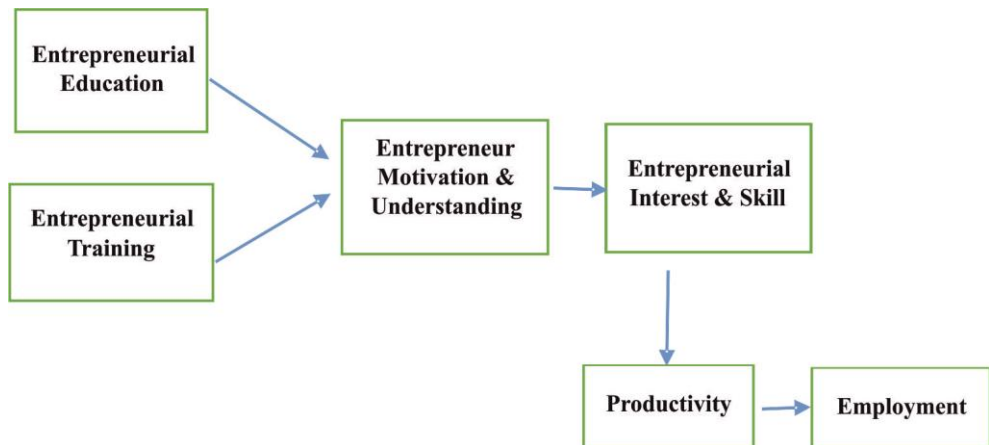 Entrepreneurial
Education
Entrepreneurial
Training
Entrepreneur
Motivation &
Understanding
Entrepreneurial
Interest & Skill
Productivity
Employment